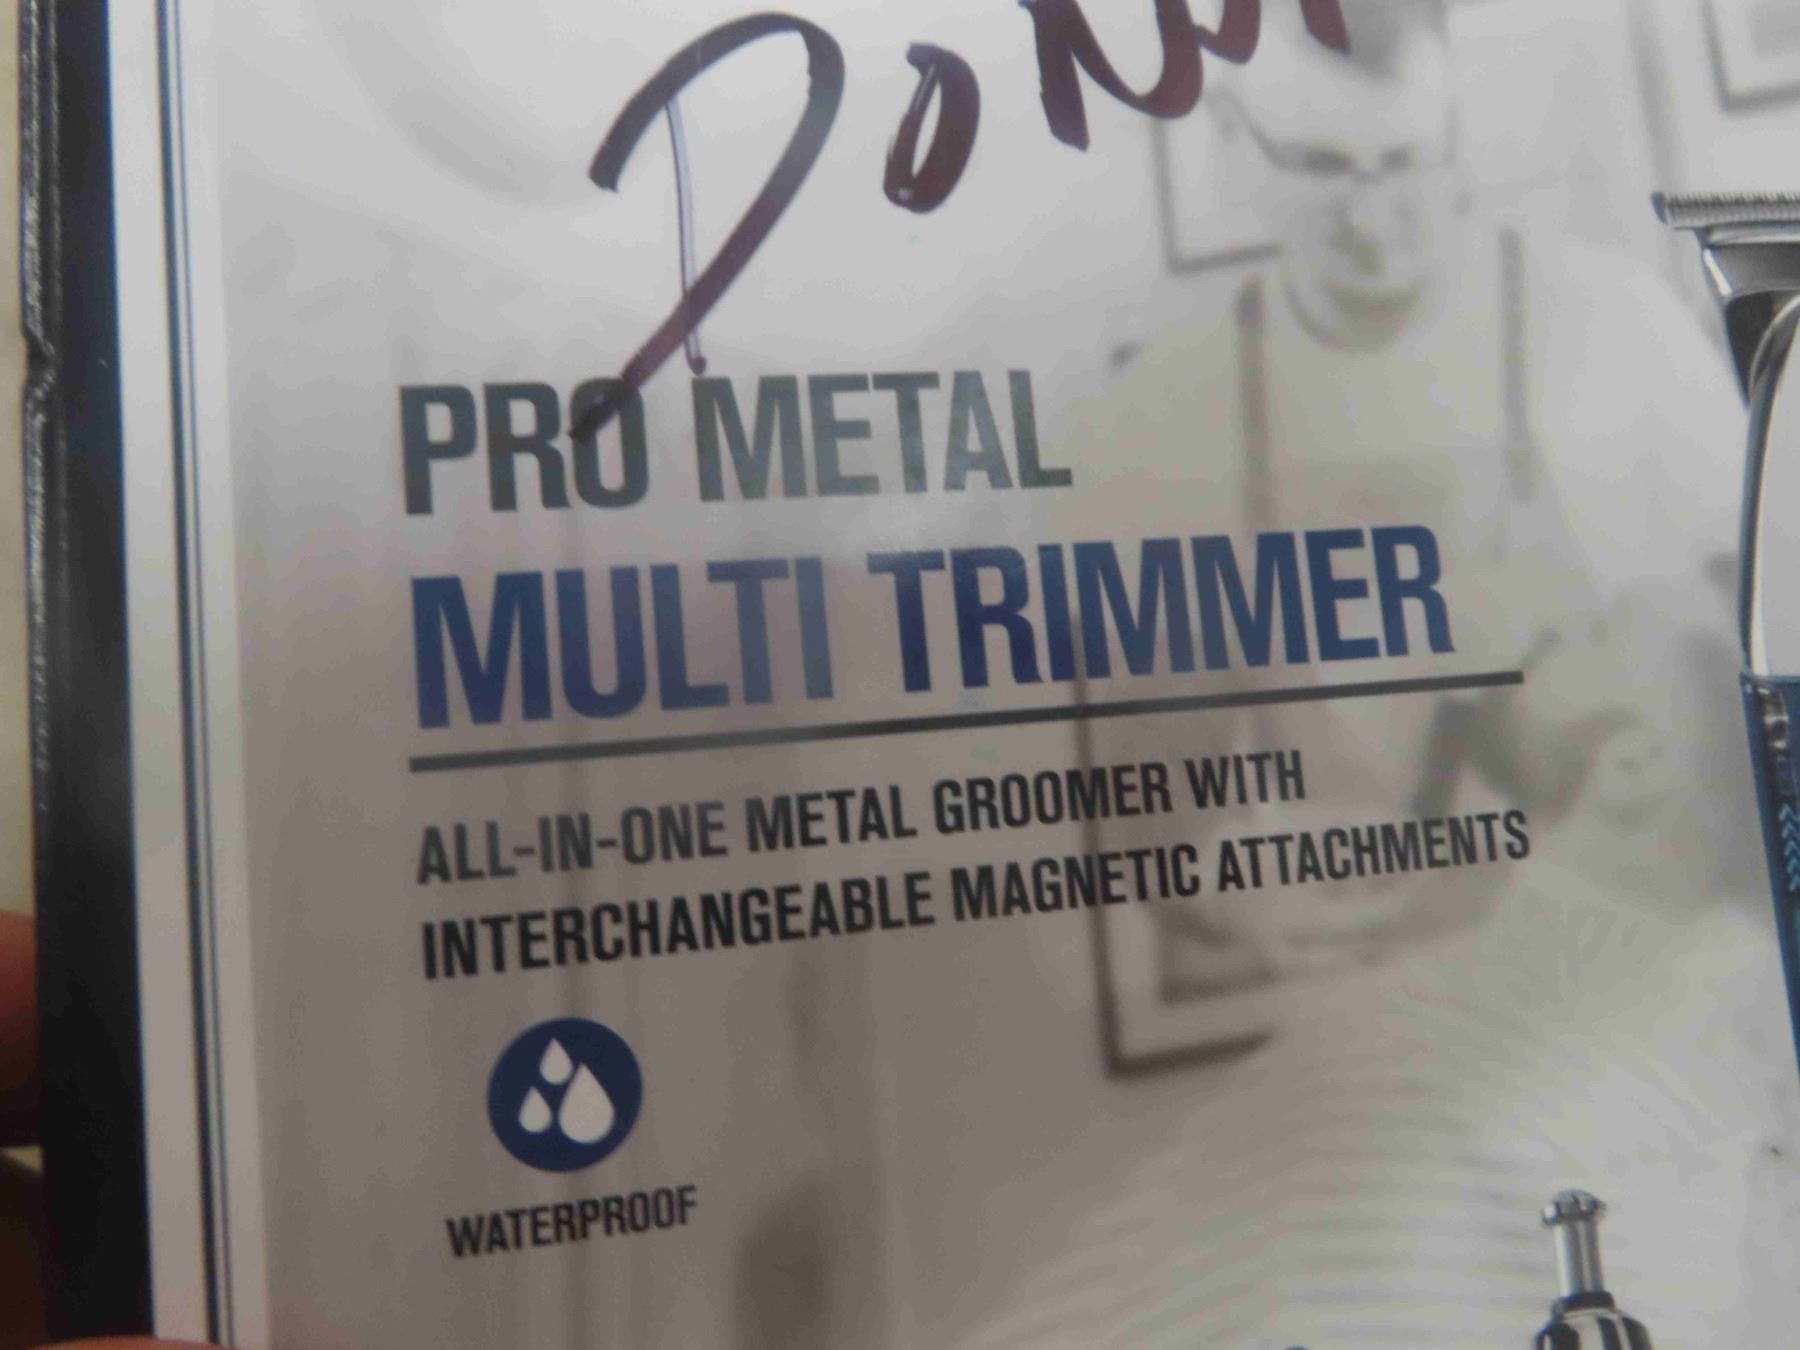 PRO METAL
MULTI TRIMMER
ALL-IN-ONE METAL GROOMER WITH
INTERCHANGEABLE MAGNETIC ATTACHMENTS
WATERPROOF